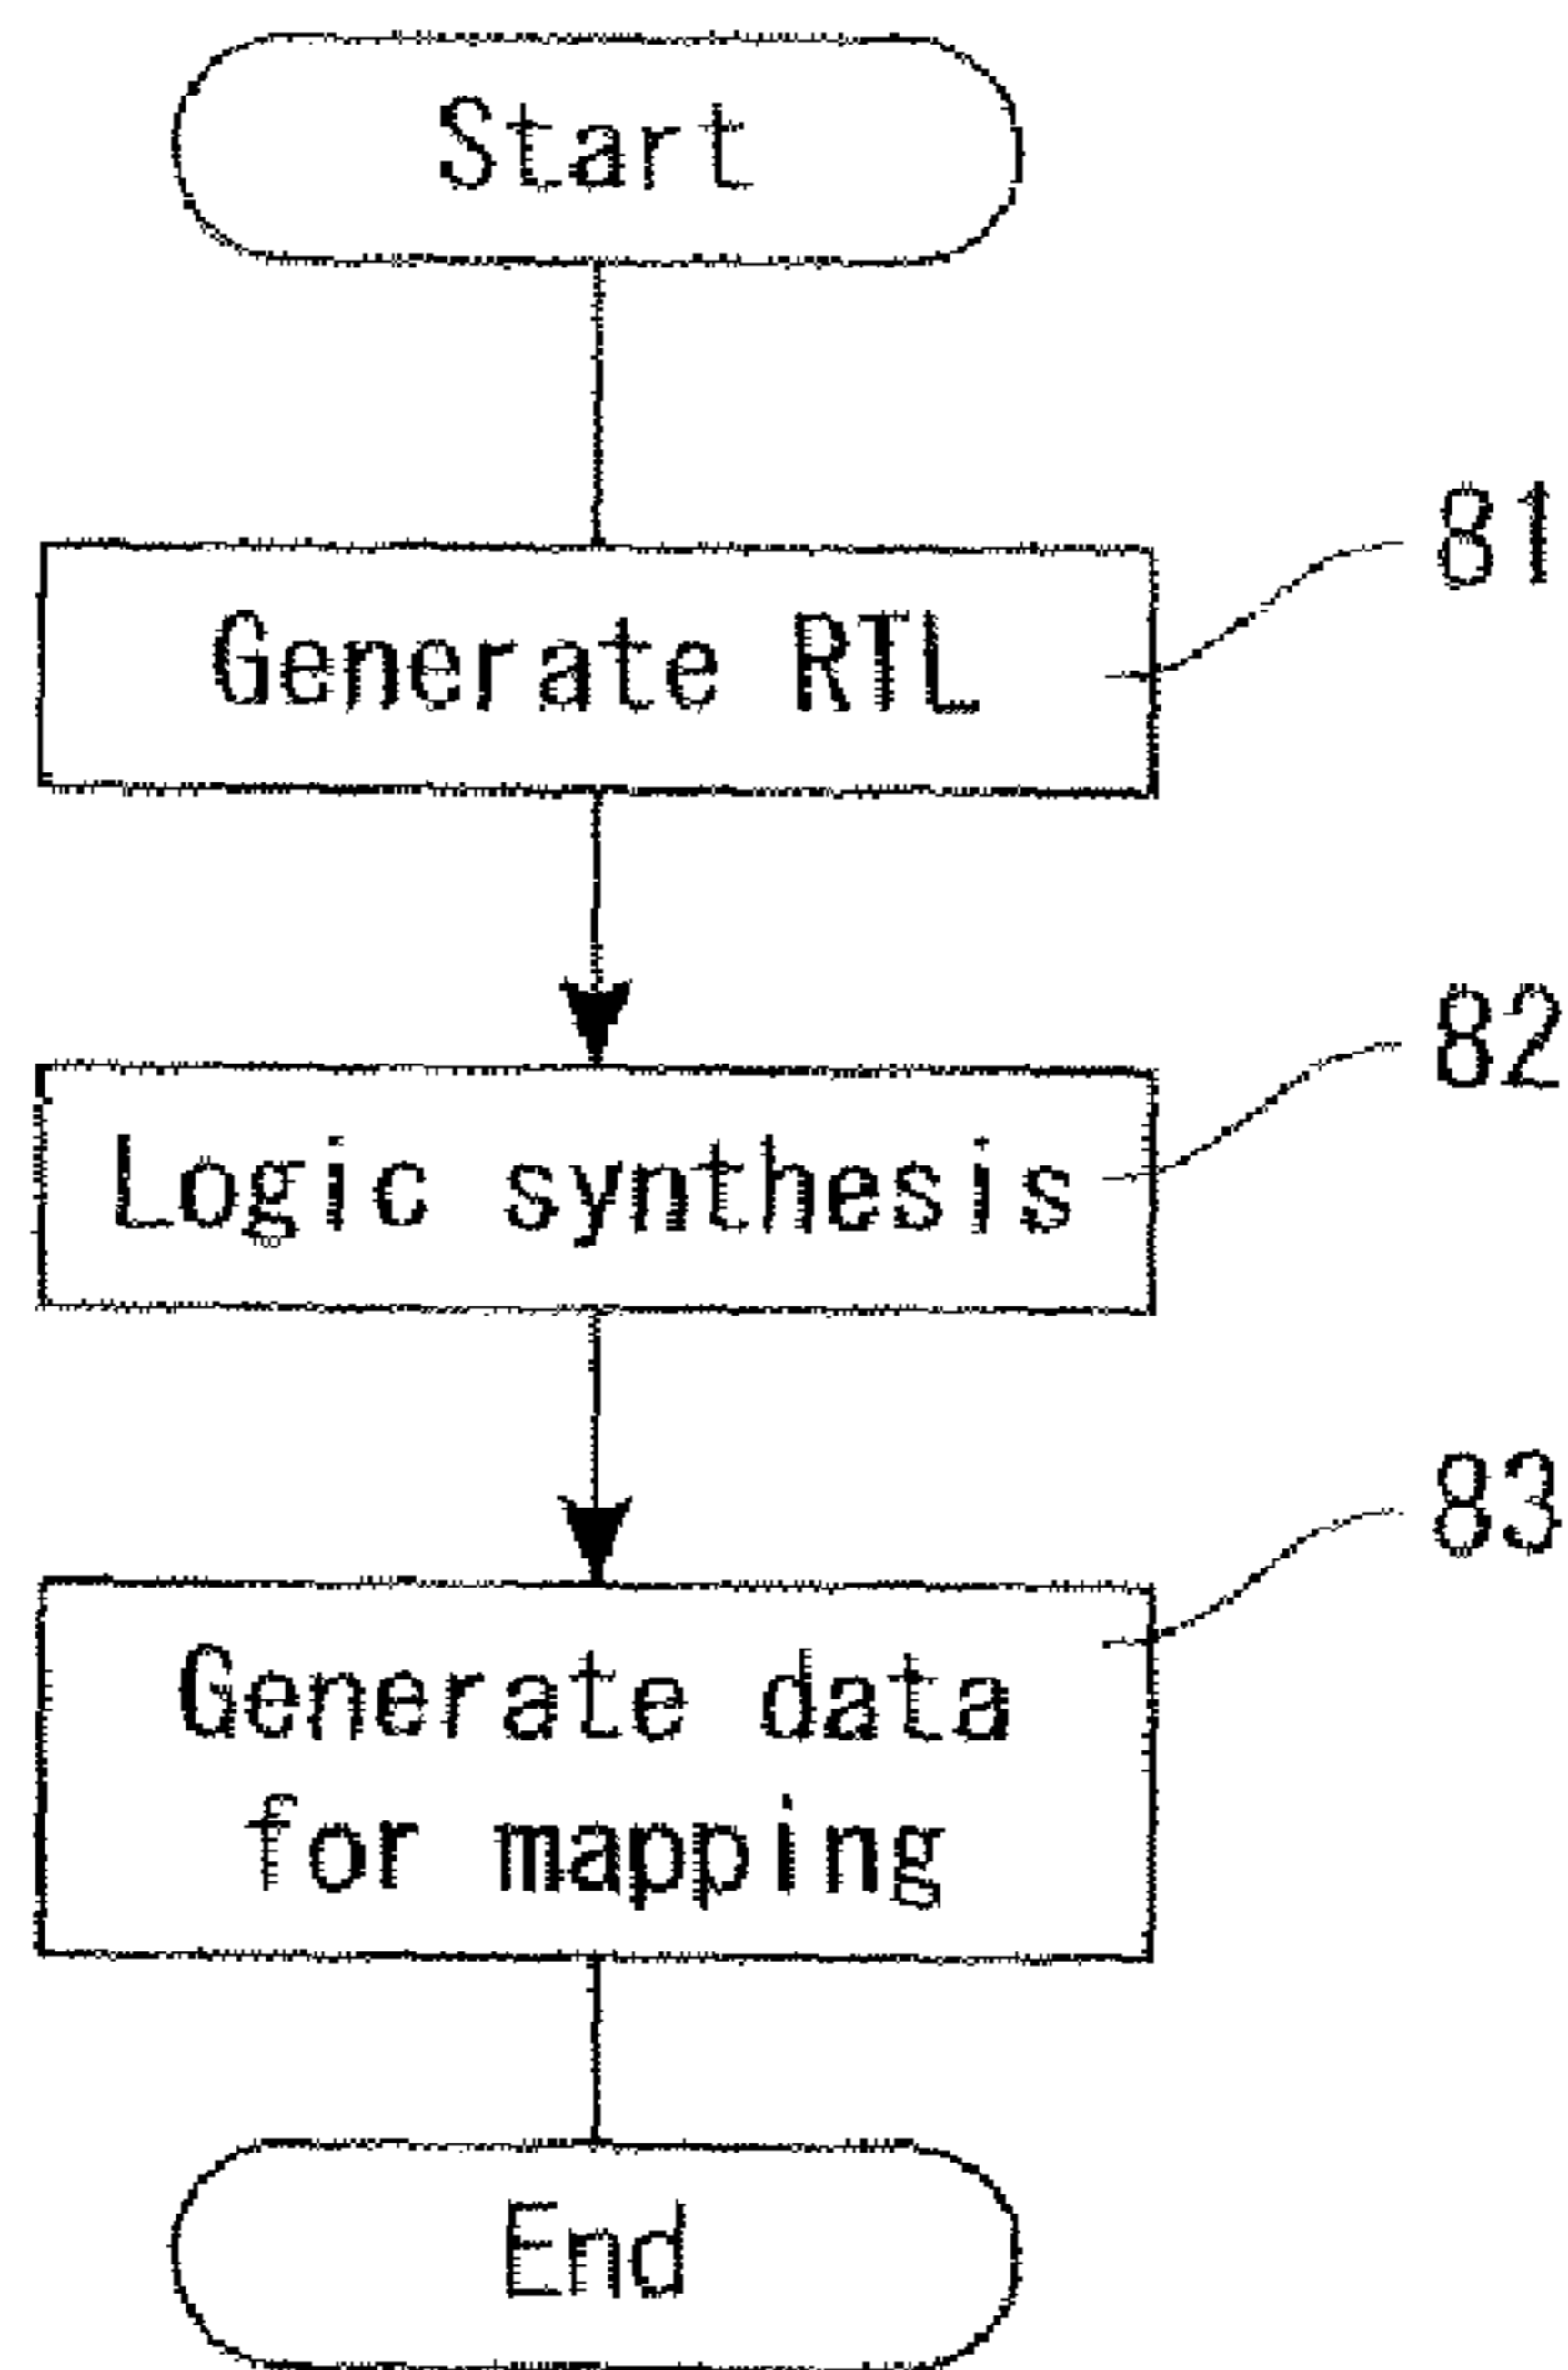 Start
Generate RTL
81
Logic synthesis
82
Generate data
for mapping
83
End